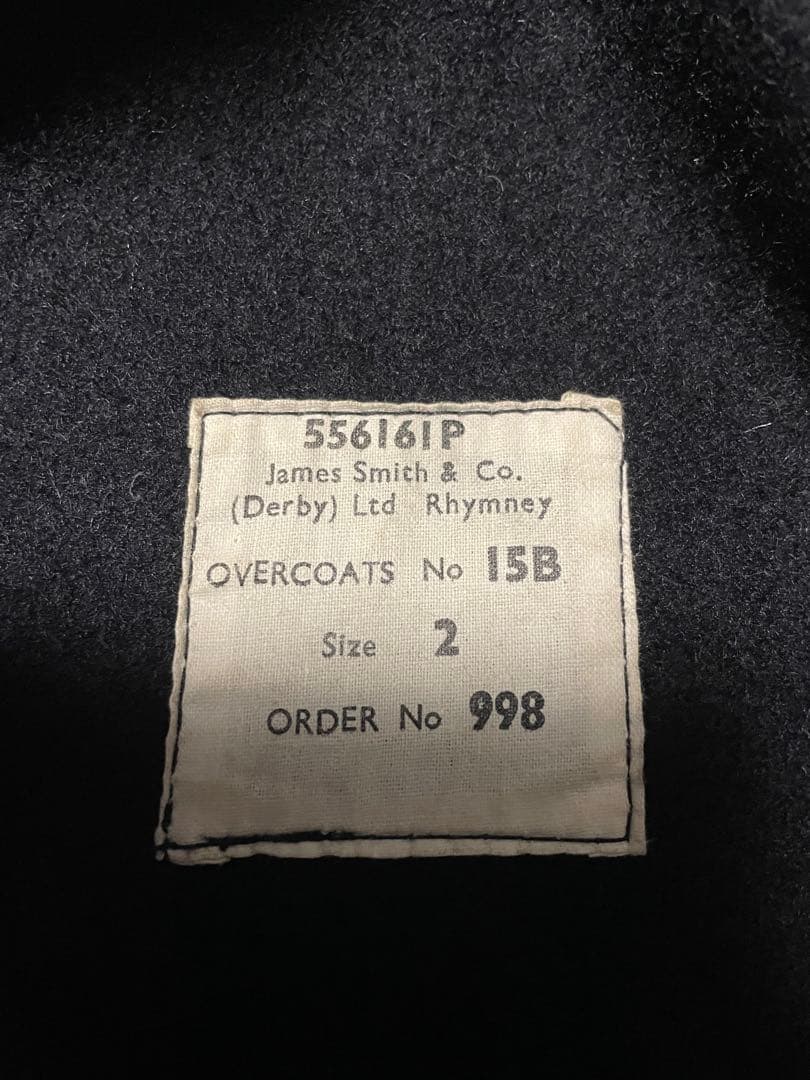 556161P
James Smith & Co.
(Derby) Ltd Rhymney
OVERCOATS No 15B
Size 2
ORDER No 998